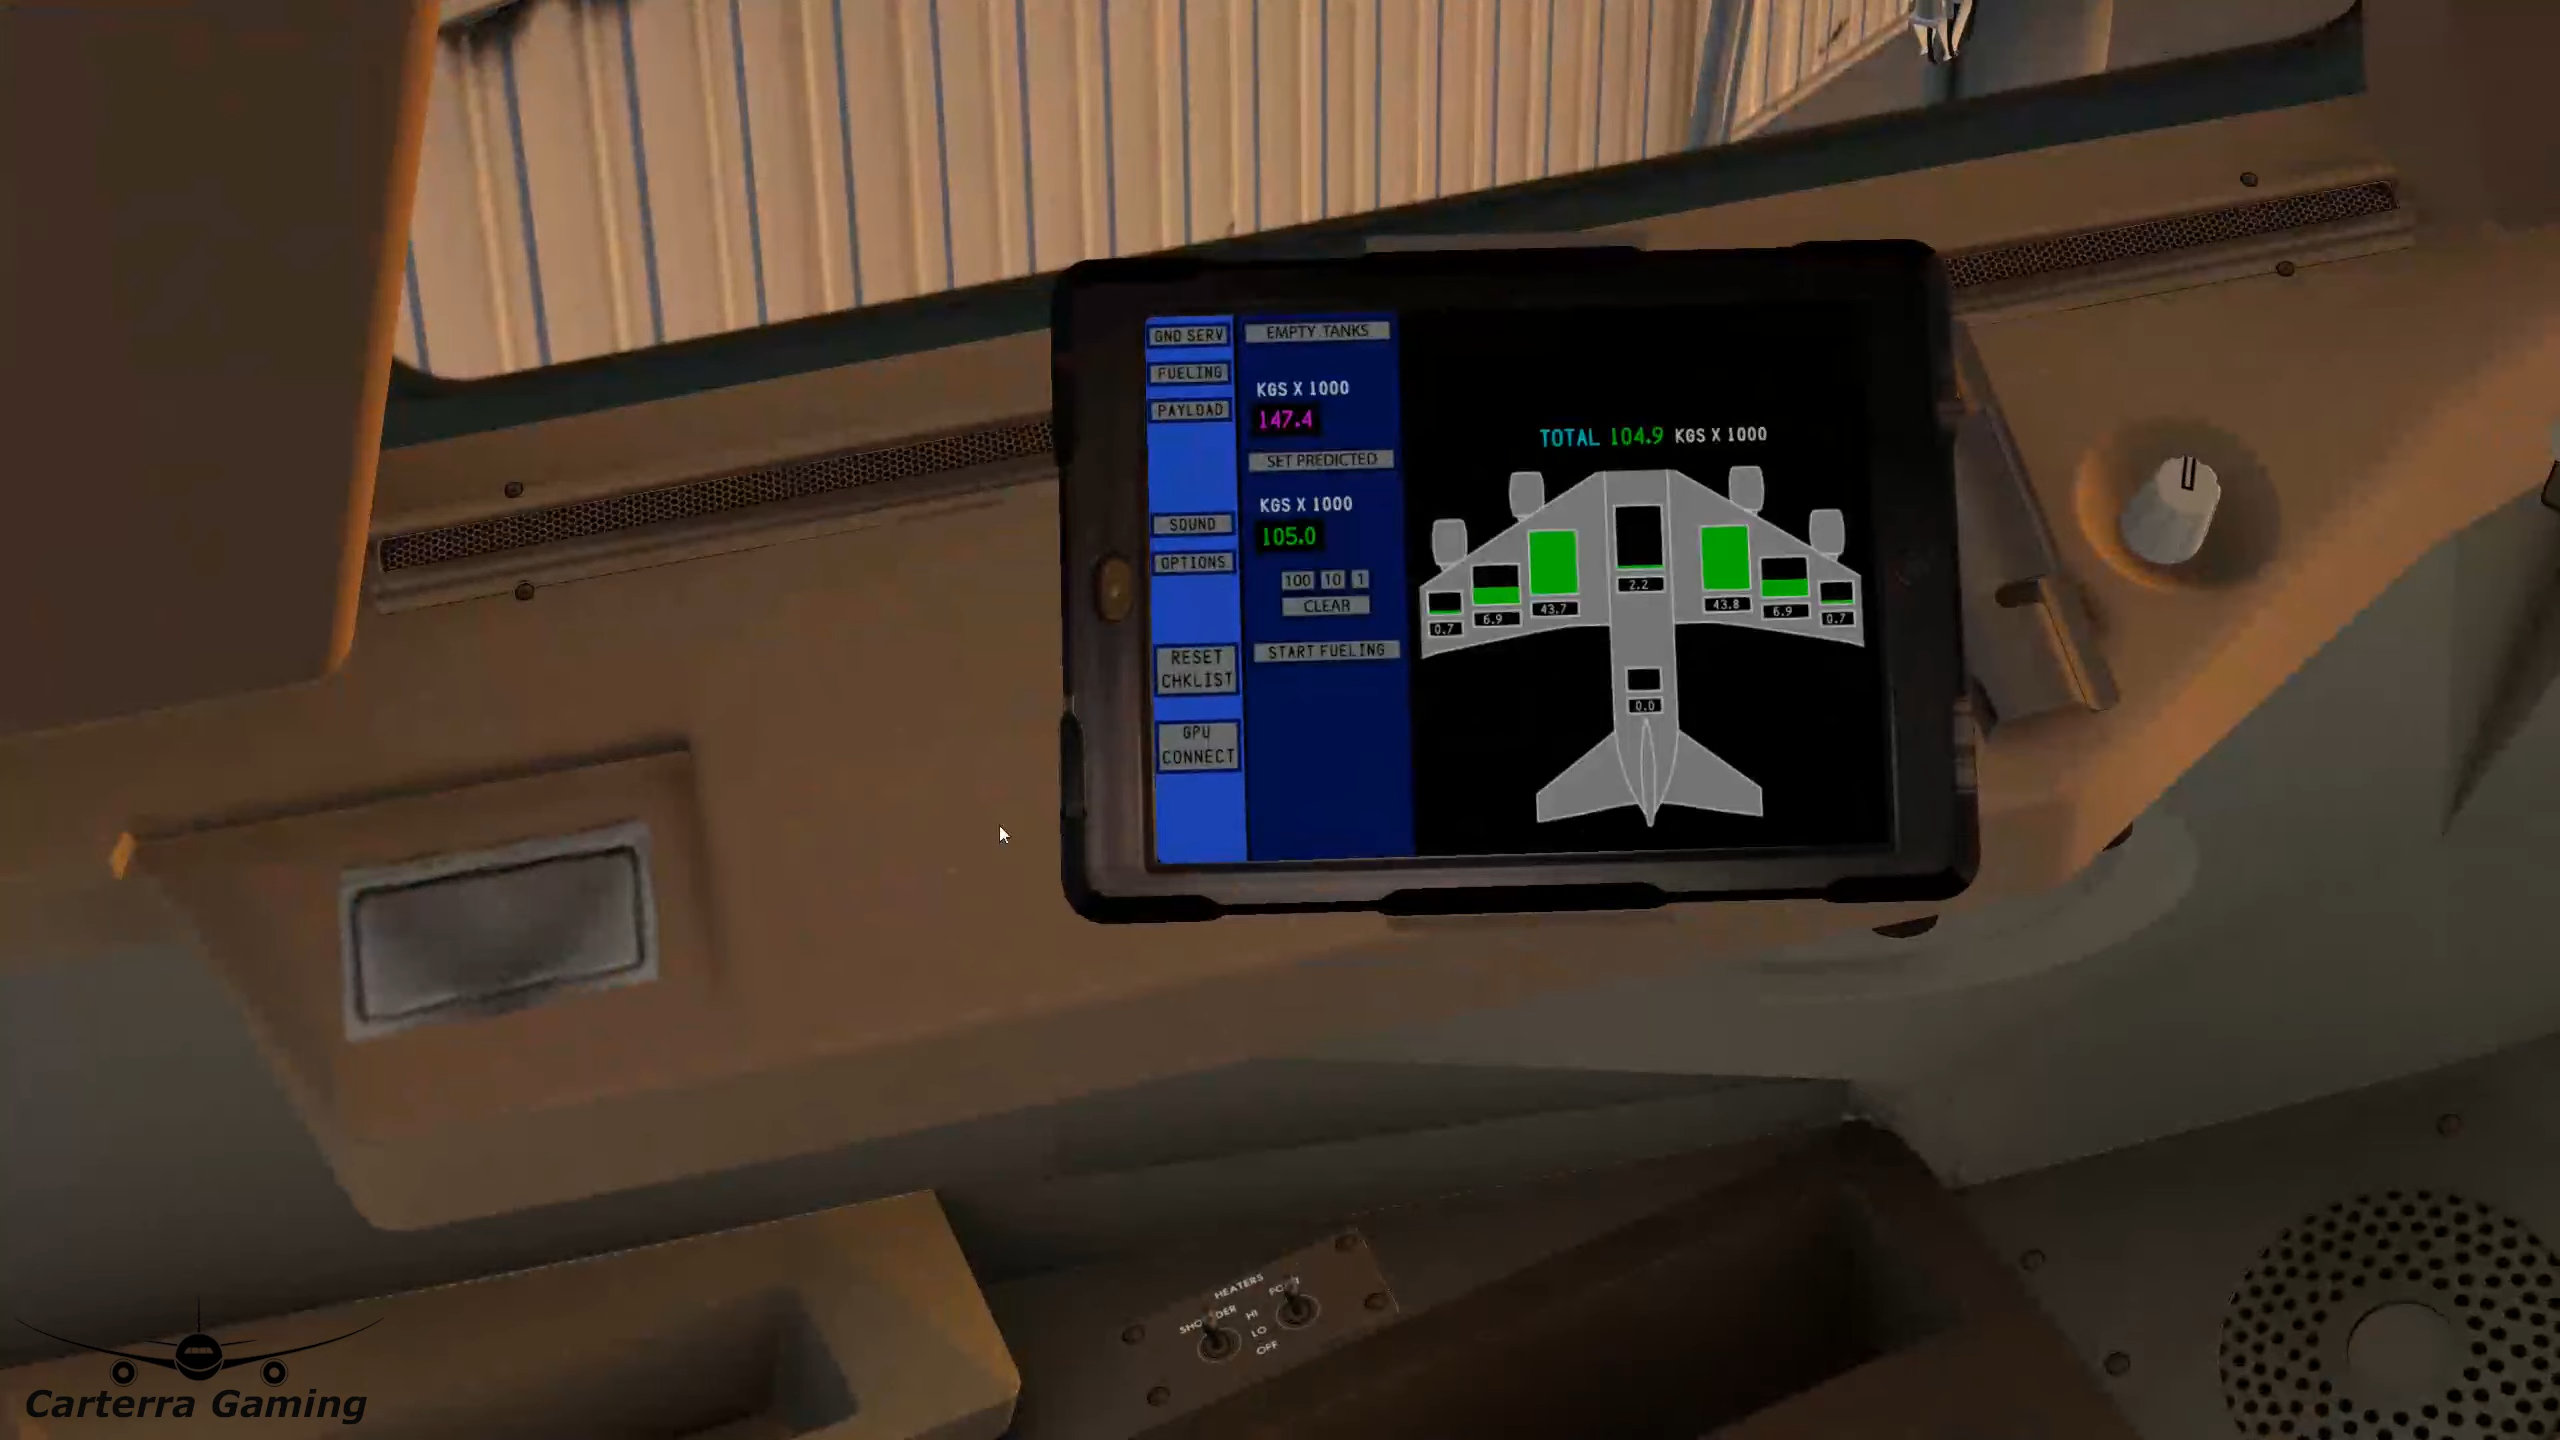 GND SERV
FUELING
PAYLOAD
SOUND
OPTIONS
RESET
CHKLIST
GPU
CONNECT
EMPTY TANKS
KGS X 1000
147.4
SET PREDICTED
KGS X 1000
105.0
100 10 1
CLEAR
START FUELING
TOTAL 104.9 KGS X 1000
0.7 6.9 43.7 2.2 43.8 6.9 0.7
0.0
HEATERS
HI
LO
OFF
Carterra Gaming